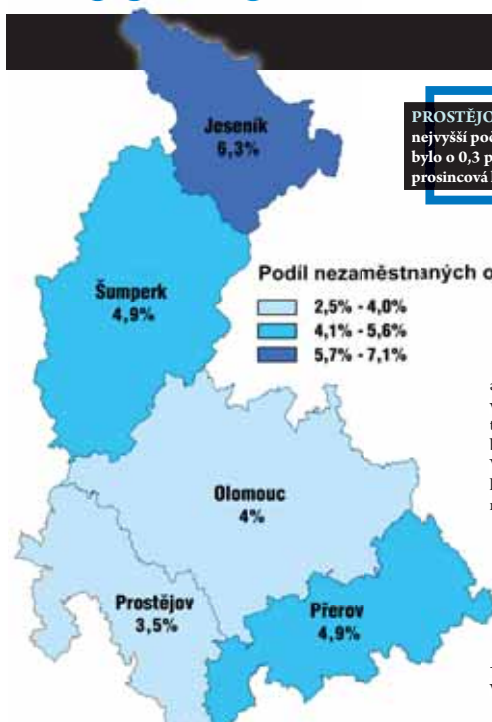 PROSTĚJO
nejvyšší poč
bylo o 0,3 p
prosincová
Jeseník
6,3%
Šumperk
4,9%
Podíl nezaměstnaných o
2,5% - 4,0%
4,1% - 5,6%
5,7% - 7,1%
Olomouc
4%
Prostějov
3,5%
Přerov
4,9%